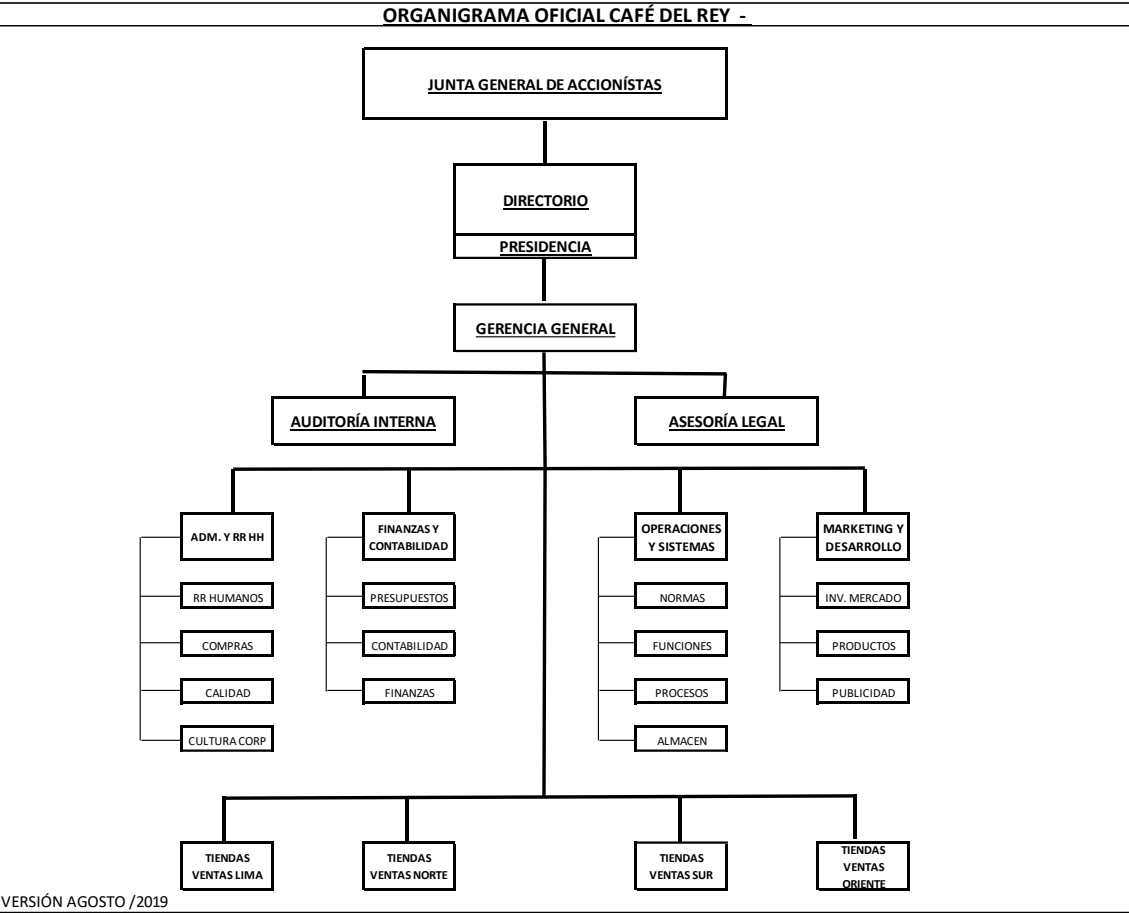 ORGANIGRAMA OFICIAL CAFÉ DEL REY -
JUNTA GENERAL DE ACCIONÍSTAS
DIRECTORIO
PRESIDENCIA
GERENCIA GENERAL
AUDITORÍA INTERNA
ASESORÍA LEGAL
ADM. Y RR HH
RR HUMANOS
COMPRAS
CALIDAD
CULTURA CORP
FINANZAS Y
CONTABILIDAD
PRESUPUESTOS
CONTABILIDAD
FINANZAS
OPERACIONES
Y SISTEMAS
NORMAS
FUNCIONES
PROCESOS
ALMACEN
MARKETING Y
DESARROLLO
INV. MERCADO
PRODUCTOS
PUBLICIDAD
TIENDAS
VENTAS LIMA
TIENDAS
VENTAS NORTE
TIENDAS
VENTAS SUR
TIENDAS
VENTAS
ORIENTE
VERSIÓN AGOSTO /2019